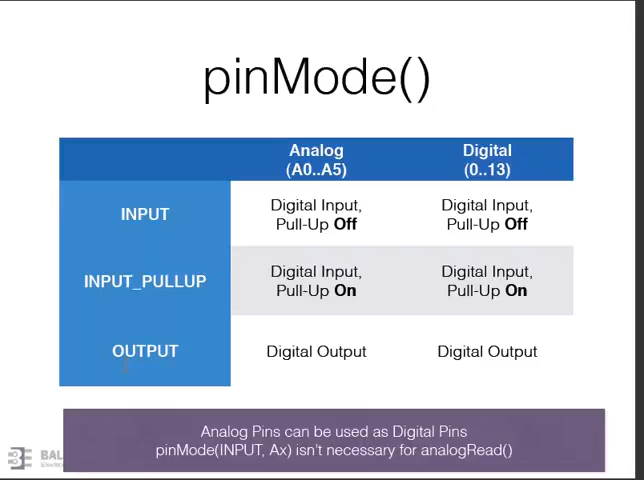 pinMode()
Analog
(A0..A5)
Digital
(0..13)
INPUT
Digital Input,
Pull-Up Off
Digital Input,
Pull-Up Off
INPUT_PULLUP
Digital Input,
Pull-Up On
Digital Input,
Pull-Up On
OUTPUT
Digital Output
Digital Output
Analog Pins can be used as Digital Pins
pinMode(INPUT, Ax) isn't necessary for analogRead()